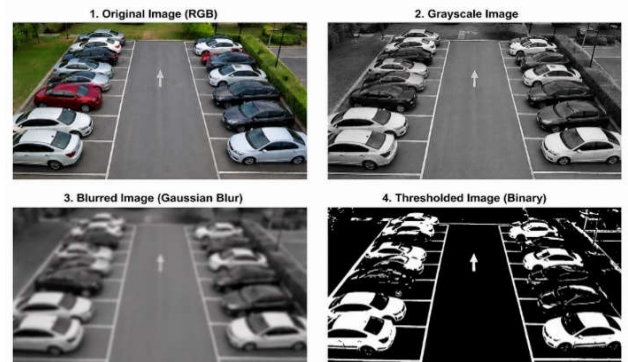 1. Original Image (RGB)
2. Grayscale Image
3. Blurred Image (Gaussian Blur)
4. Thresholded Image (Binary)